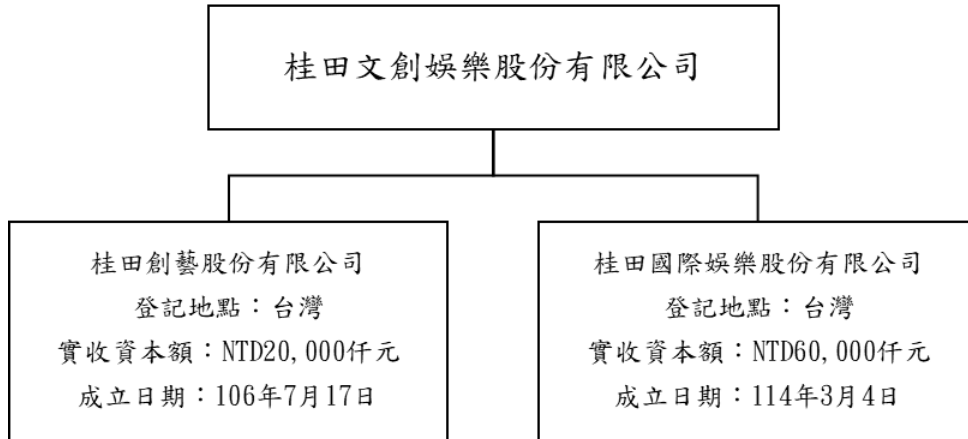 桂田文創娛樂股份有限公司
桂田創藝股份有限公司
登記地點：台灣
實收資本額：NTD20,000仟元
成立日期：106年7月17日
桂田國際娛樂股份有限公司
登記地點：台灣
實收資本額：NTD60,000仟元
成立日期：114年3月4日